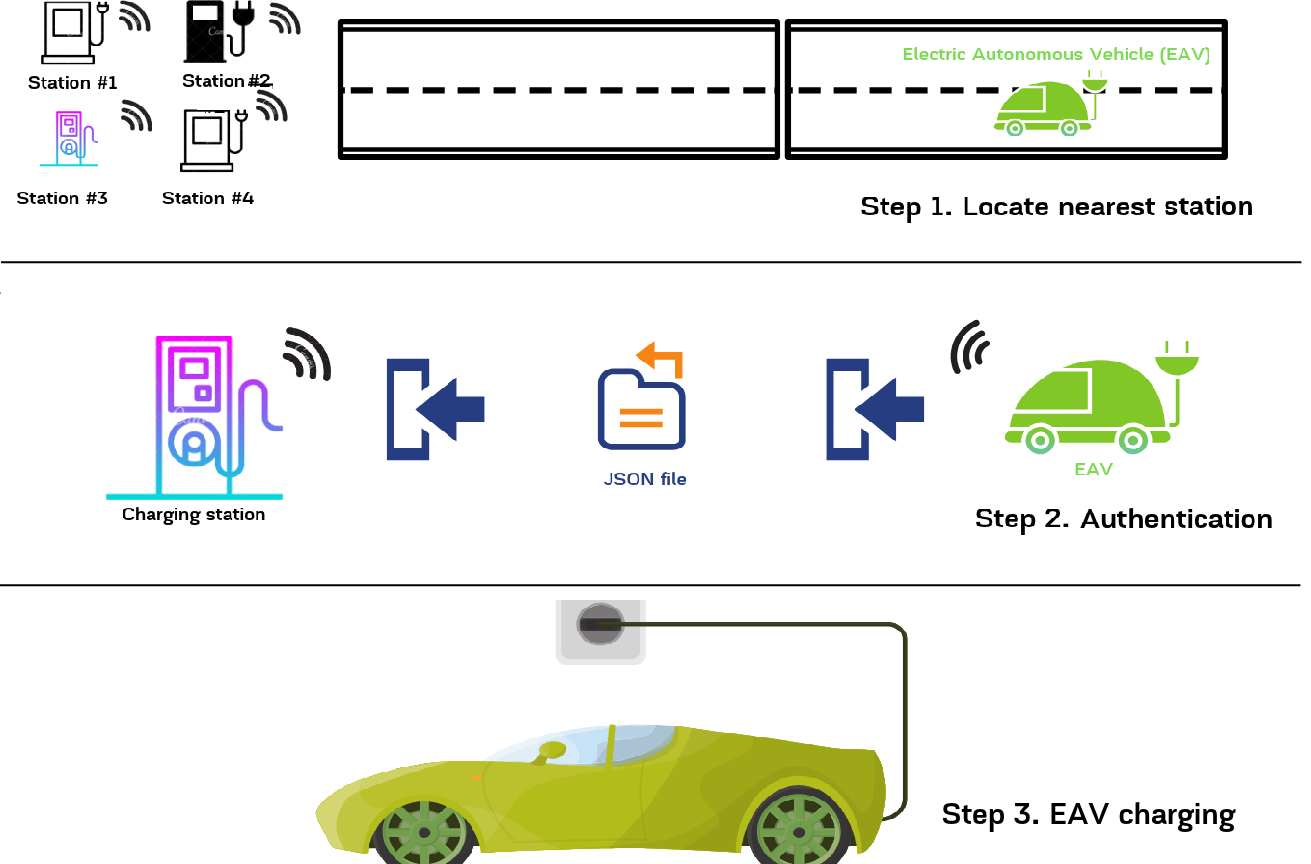 Station #1
Station #2
Electric Autonomous Vehicle (EAV)
Station #3
Station #4
Step 1. Locate nearest station
JSON file
EAV
Charging station
Step 2. Authentication
Step 3. EAV charging